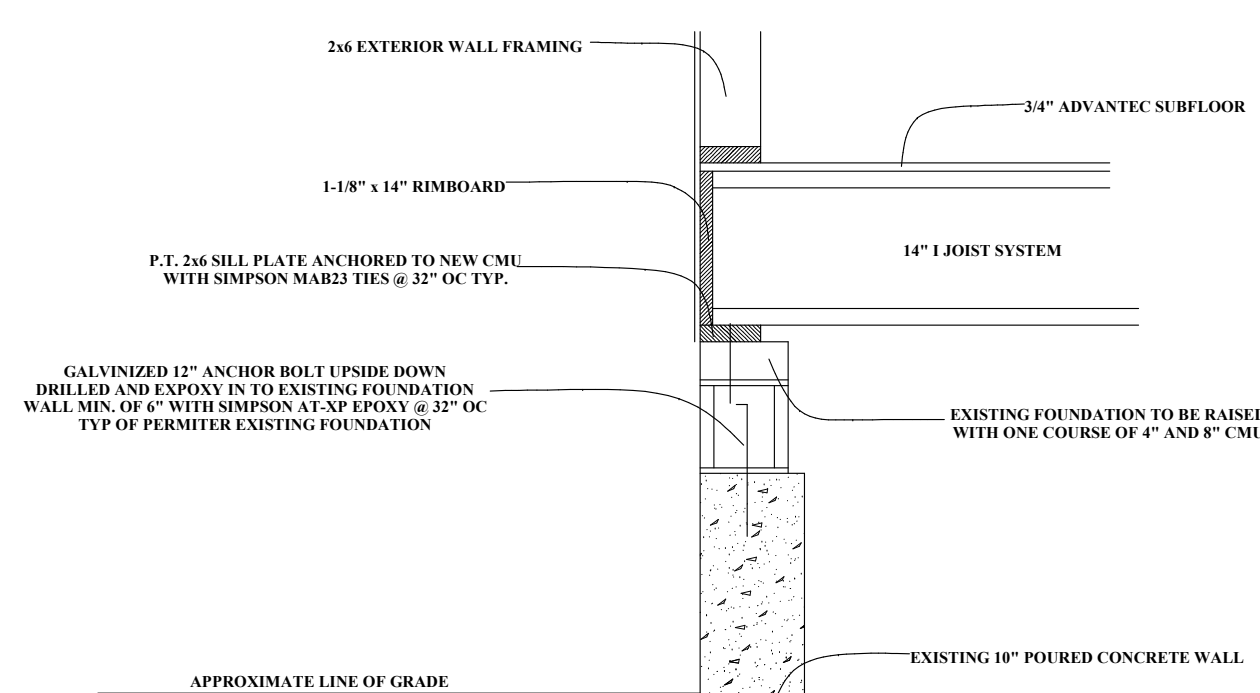 2x6 EXTERIOR WALL FRAMING
3/4" ADVANTEC SUBFLOOR
1-1/8" x 14" RIMBOARD
14" I JOIST SYSTEM
P.T. 2x6 SILL PLATE ANCHORED TO NEW CMU
WITH SIMPSON MAB23 TIES @ 32" OC TYP.
GALVINIZED 12" ANCHOR BOLT UPSIDE DOWN
DRILLED AND EXPOXY IN TO EXISTING FOUNDATION
WALL MIN. OF 6" WITH SIMPSON AT-XP EPOXY @ 32" OC
TYP OF PERMITER EXISTING FOUNDATION
EXISTING FOUNDATION TO BE RAISED
WITH ONE COURSE OF 4" AND 8" CMU
EXISTING 10" POURED CONCRETE WALL
APPROXIMATE LINE OF GRADE